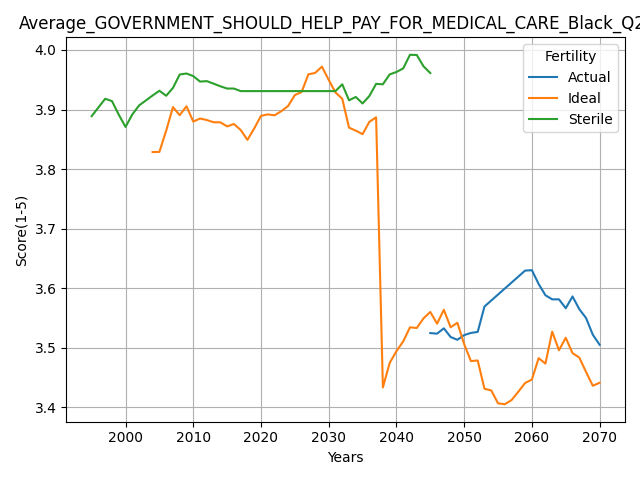 Average_GOVERNMENT_SHOULD_HELP_PAY_FOR_MEDICAL_CARE_Black_Q2
4.0
3.9
3.8
3.7
3.6
3.5
3.4
Score(1-5)
Fertility
Actual
Ideal
Sterile
2000 2010 2020 2030 2040 2050 2060 2070
Years